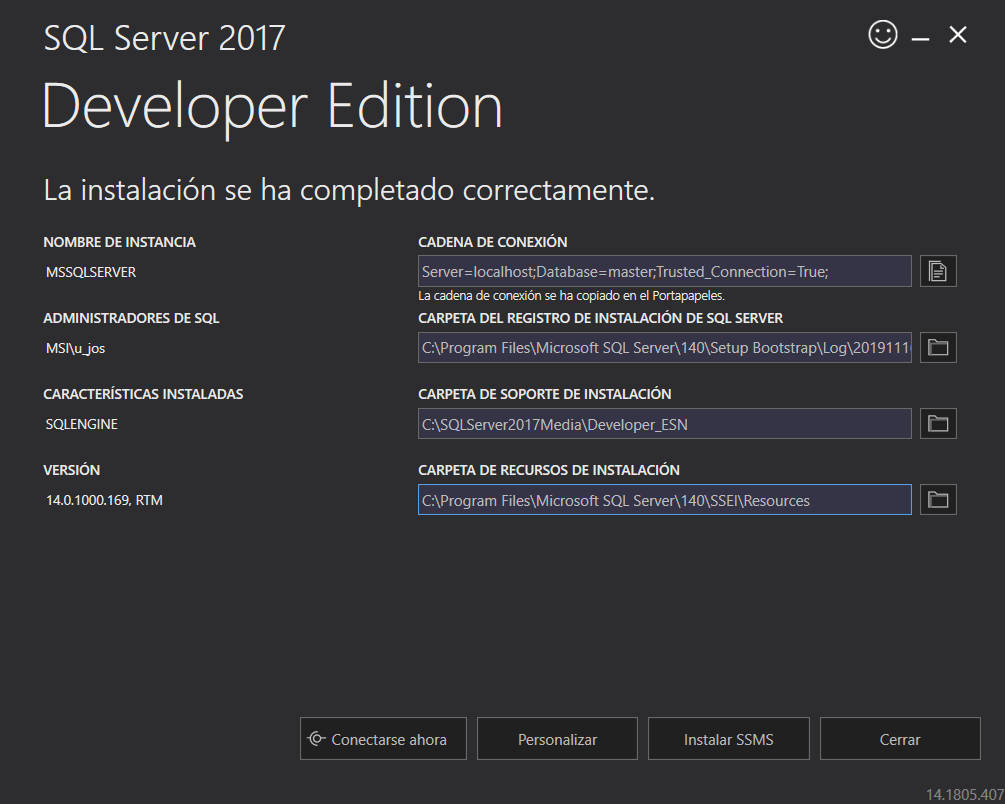 SQL Server 2017
Developer Edition
La instalación se ha completado correctamente.
NOMBRE DE INSTANCIA
MSSQLSERVER
CADENA DE CONEXIÓN
Server=localhost;Database=master;Trusted_Connection=True;
La cadena de conexión se ha copiado en el Portapapeles.
ADMINISTRADORES DE SQL
MSI\u_jos
CARPETA DEL REGISTRO DE INSTALACIÓN DE SQL SERVER
C:\Program Files\Microsoft SQL Server\140\Setup Bootstrap\Log\2019111
CARACTERÍSTICAS INSTALADAS
SQLENGINE
CARPETA DE SOPORTE DE INSTALACIÓN
C:\SQLServer2017Media\Developer_ESN
VERSIÓN
14.0.1000.169, RTM
CARPETA DE RECURSOS DE INSTALACIÓN
C:\Program Files\Microsoft SQL Server\140\SSEI\Resources
Conectarse ahora
Personalizar
Instalar SSMS
Cerrar
14.1805.407